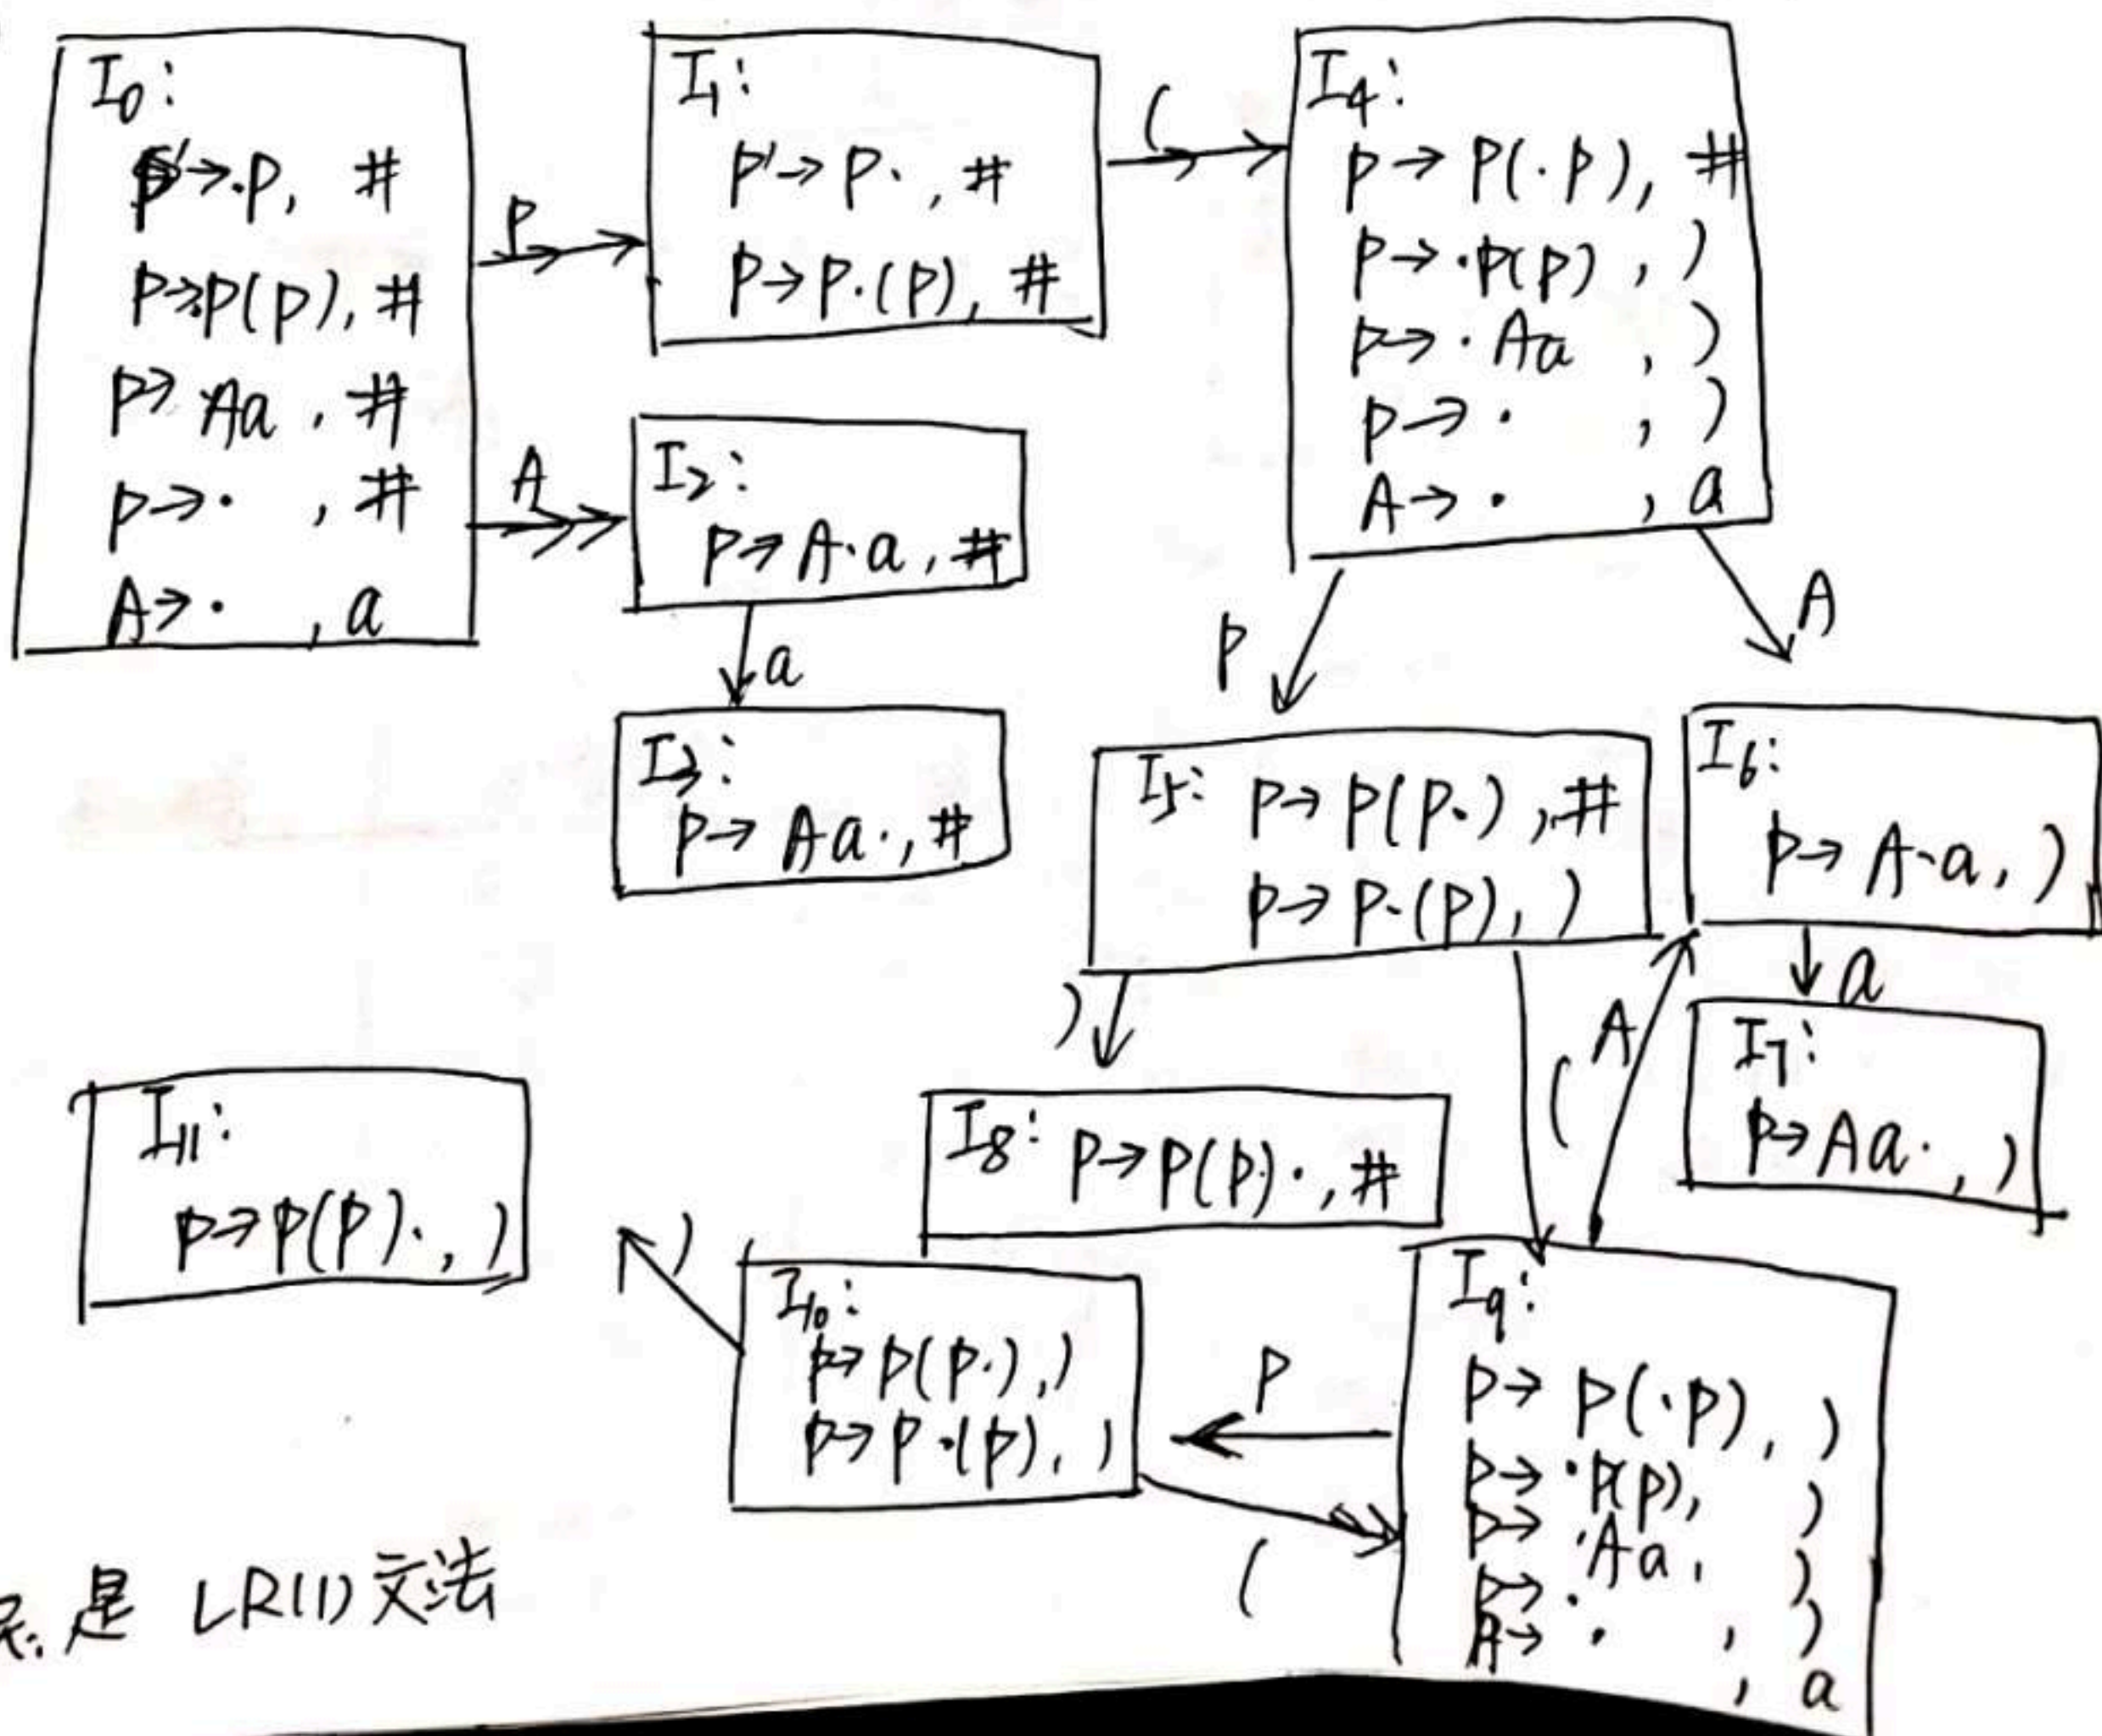 I0:
p'→.p, #
p→.p(p), #
p→.Aa, #
p→. , #
A→. , a
p
A
I1:
p'→p., #
p→p.(p), #
(
I2:
p→A.a, #
a
I3:
p→Aa., #
I4:
p→p(.p), #
p→.p(p), )
p→.Aa , )
p→. , )
A→. , a
p
A
I5: p→p(p.), #
p→p.(p), )
)
(
I6:
p→A.a, )
a
I7:
p→Aa., )
A
I8: p→p(p)., #
I9:
p→p(.p), )
p→.p(p), )
p→.Aa, )
p→. , )
A→. , a
p
(
I10:
p→p(p.), )
p→p.(p), )
)
I11:
p→p(p)., )
是 LR(1)文法